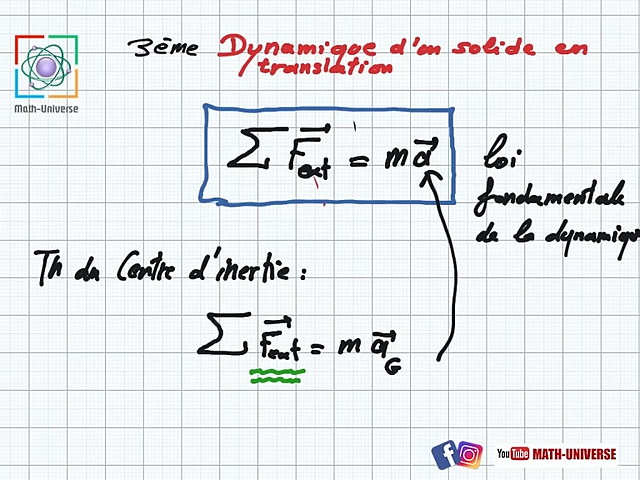 3ème Dynamique d'un solide en
translation
Math-Universe
∑ F⃗ext = m a⃗
loi
fondamentale
de la dynamique
Th du Centre d'inertie :
∑ F⃗ext = m a⃗G
YouTube MATH-UNIVERSE